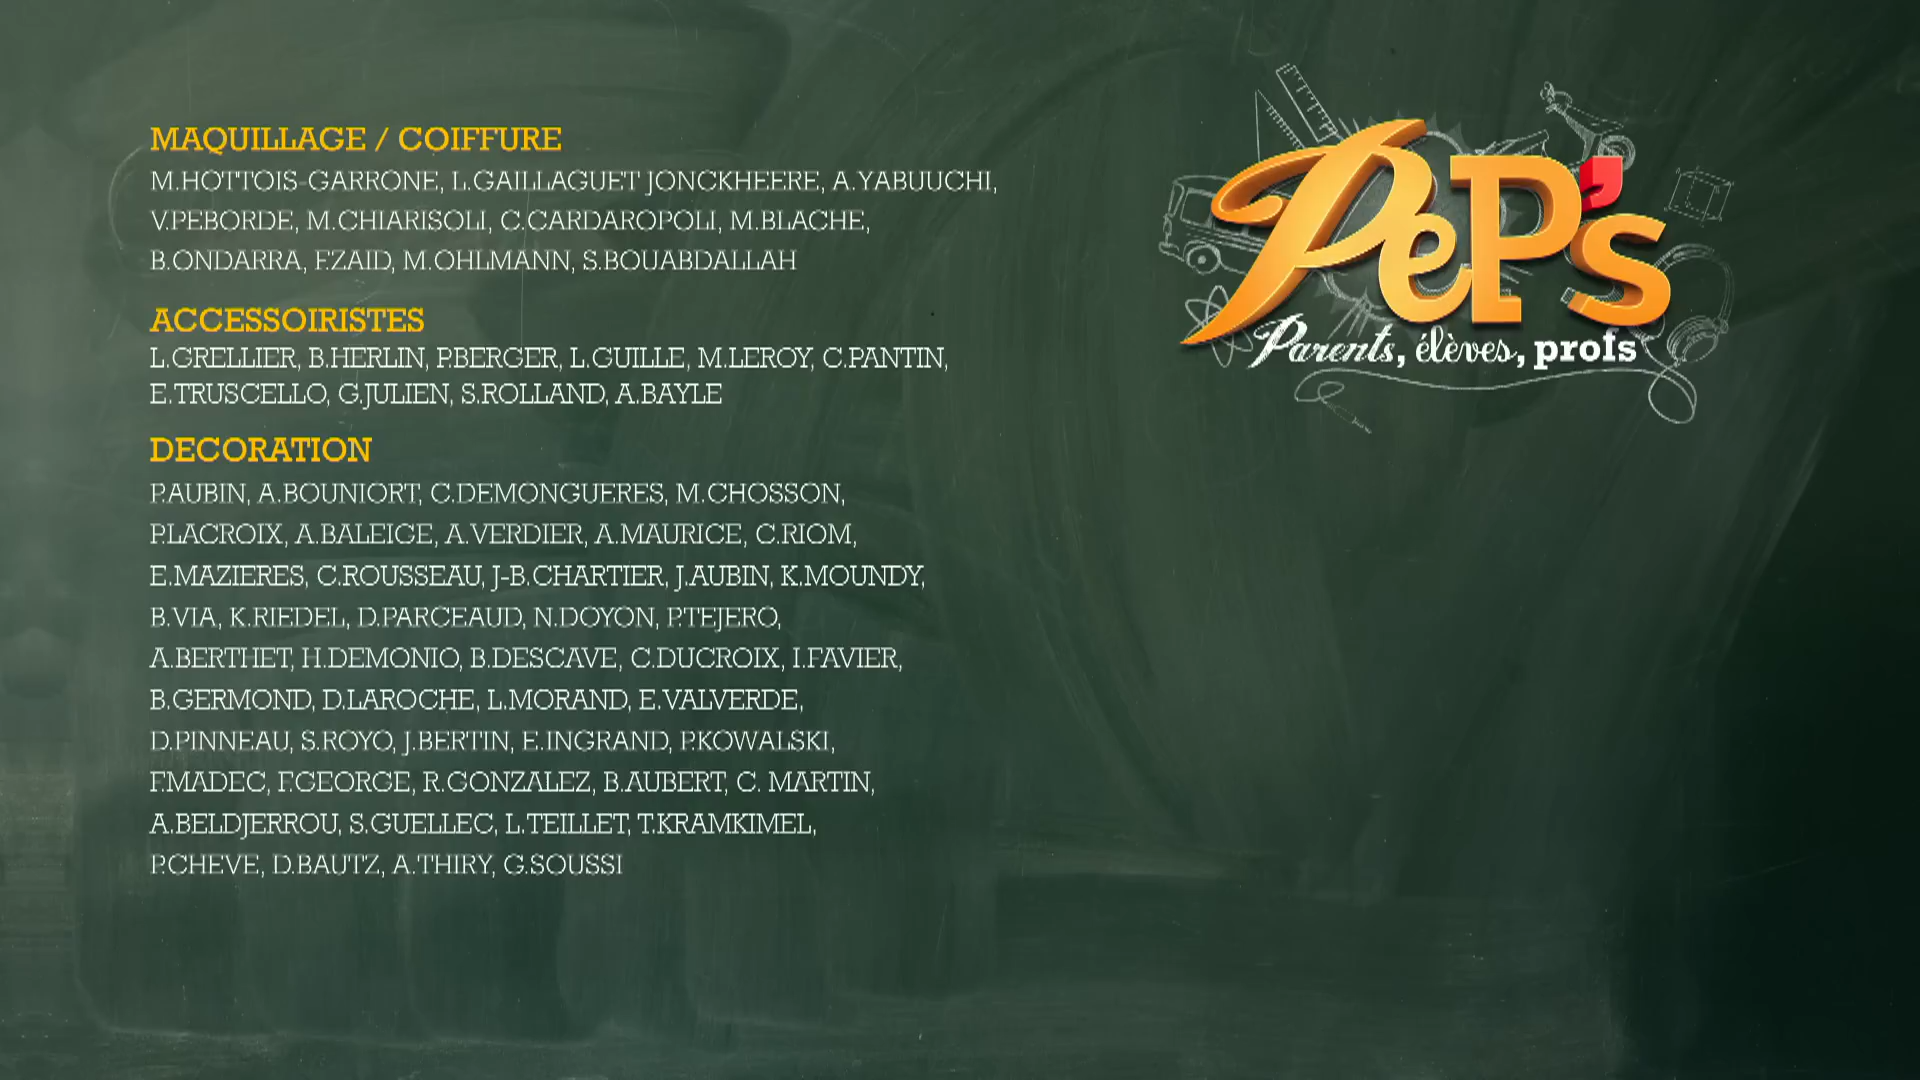 MAQUILLAGE / COIFFURE
M.HOTTOIS-GARRONE, L.GAILLAGUET JONCKHEERE, A.YABUUCHI,
V.PEBORDE, M.CHIARISOLI, C.CARDAROPOLI, M.BLACHE,
B.ONDARRA, F.ZAID, M.OHLMANN, S.BOUABDALLAH
ACCESSOIRISTES
L.GRELLIER, B.HERLIN, P.BERGER, L.GUILLE, M.LEROY, C.PANTIN,
E.TRUSCELLO, G.JULIEN, S.ROLLAND, A.BAYLE
DECORATION
P.AUBIN, A.BOUNIORT, C.DEMONGUERES, M.CHOSSON,
P.LACROIX, A.BALEIGE, A.VERDIER, A.MAURICE, C.RIOM,
E.MAZIERES, C.ROUSSEAU, J-B.CHARTIER, J.AUBIN, K.MOUNDY,
B.VIA, K.RIEDEL, D.PARCEAUD, N.DOYON, P.TEJERO,
A.BERTHET, H.DEMONIO, B.DESCAVE, C.DUCROIX, I.FAVIER,
B.GERMOND, D.LAROCHE, L.MORAND, E.VALVERDE,
D.PINNEAU, S.ROYO, J.BERTIN, E.INGRAND, P.KOWALSKI,
F.MADEC, F.GEORGE, R.GONZALEZ, B.AUBERT, C. MARTIN,
A.BELDJERROU, S.GUELLEC, L.TEILLET, T.KRAMKIMEL,
P.CHEVE, D.BAUTZ, A.THIRY, G.SOUSSI
PeP's
Parents, élèves, profs